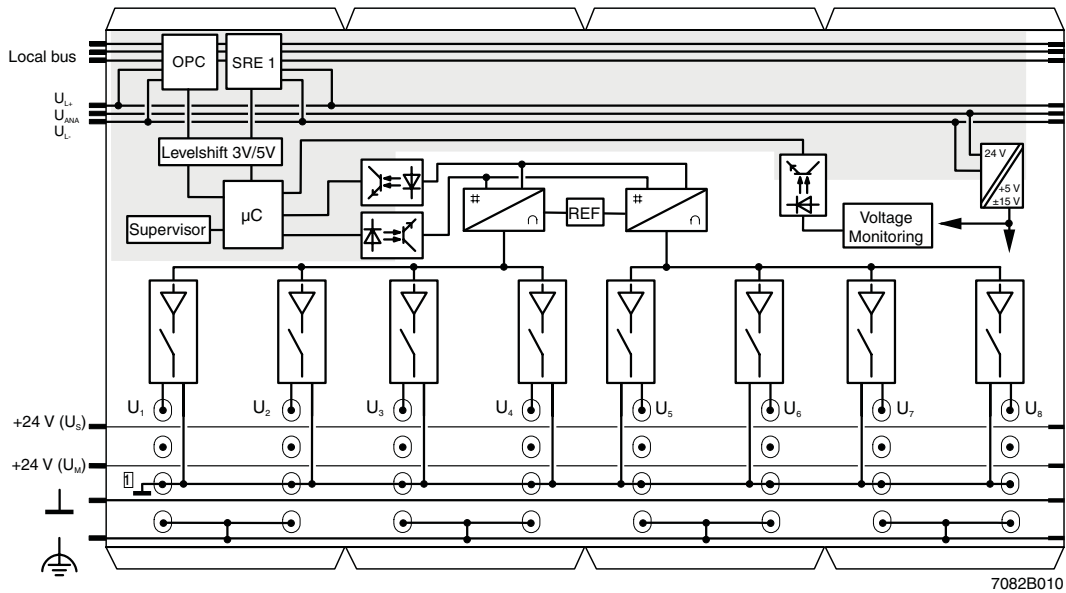 Local bus
OPC
SRE 1
U_L+
U_ANA
U_L-
Levelshift 3V/5V
µC
Supervisor
#
∩
REF
#
∩
24 V
+5 V
±15 V
Voltage
Monitoring
U₁
U₂
U₃
U₄
U₅
U₆
U₇
U₈
+24 V (U_S)
+24 V (U_M)
1
7082B010